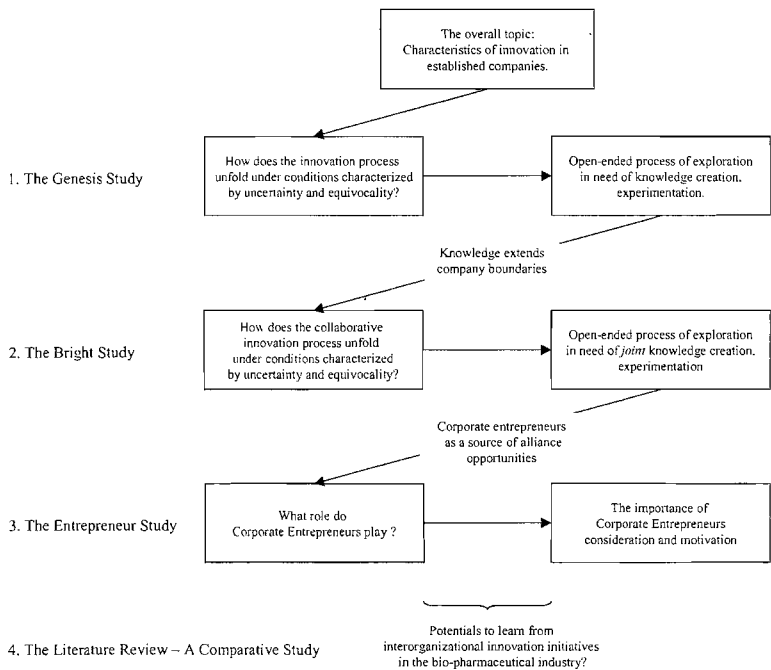 The overall topic:
Characteristics of innovation in
established companies.
1. The Genesis Study
How does the innovation process
unfold under conditions characterized
by uncertainty and equivocality?
Open-ended process of exploration
in need of knowledge creation.
experimentation.
Knowledge extends
company boundaries
2. The Bright Study
How does the collaborative
innovation process unfold
under conditions characterized
by uncertainty and equivocality?
Open-ended process of exploration
in need of joint knowledge creation.
experimentation
Corporate entrepreneurs
as a source of alliance
opportunities
3. The Entrepreneur Study
What role do
Corporate Entrepreneurs play ?
The importance of
Corporate Entrepreneurs
consideration and motivation
4. The Literature Review – A Comparative Study
Potentials to learn from
interorganizational innovation initiatives
in the bio-pharmaceutical industry?